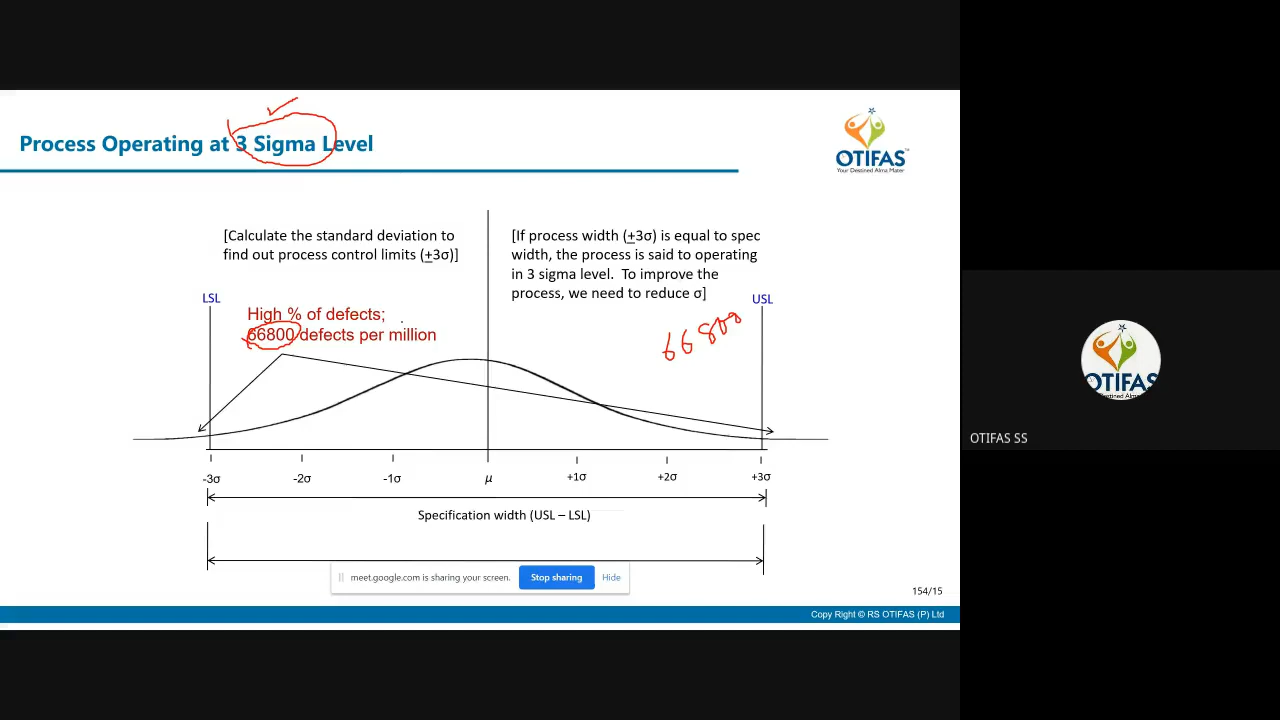 Process Operating at 3 Sigma Level
OTIFAS
Your Destined Alma Mater
[Calculate the standard deviation to
find out process control limits (+3σ)]
[If process width (+3σ) is equal to spec
width, the process is said to operating
in 3 sigma level. To improve the
process, we need to reduce σ]
LSL
USL
High % of defects;
66800 defects per million
66800
-3σ
-2σ
-1σ
μ
+1σ
+2σ
+3σ
Specification width (USL – LSL)
meet.google.com is sharing your screen.
Stop sharing
Hide
154/15
Copy Right © RS OTIFAS (P) Ltd
OTIFAS
OTIFAS SS